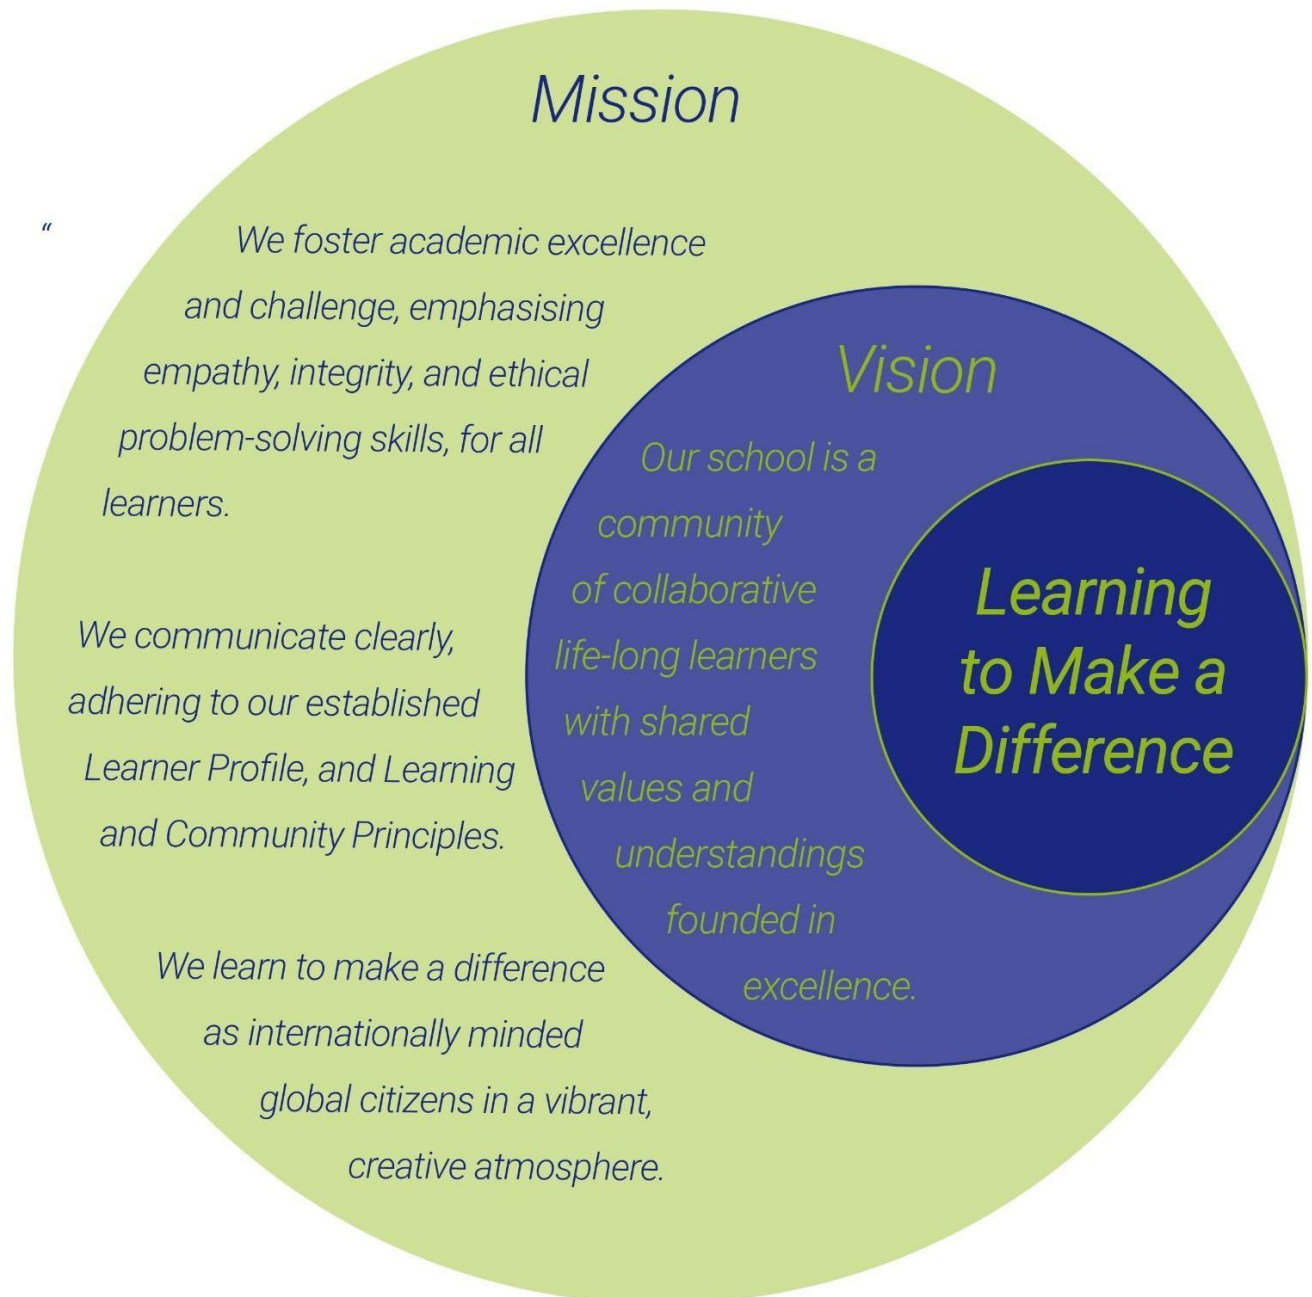 Mission
“
We foster academic excellence
and challenge, emphasising
empathy, integrity, and ethical
problem-solving skills, for all
learners.
We communicate clearly,
adhering to our established
Learner Profile, and Learning
and Community Principles.
We learn to make a difference
as internationally minded
global citizens in a vibrant,
creative atmosphere.
Vision
Our school is a
community
of collaborative
life-long learners
with shared
values and
understandings
founded in
excellence.
Learning
to Make a
Difference